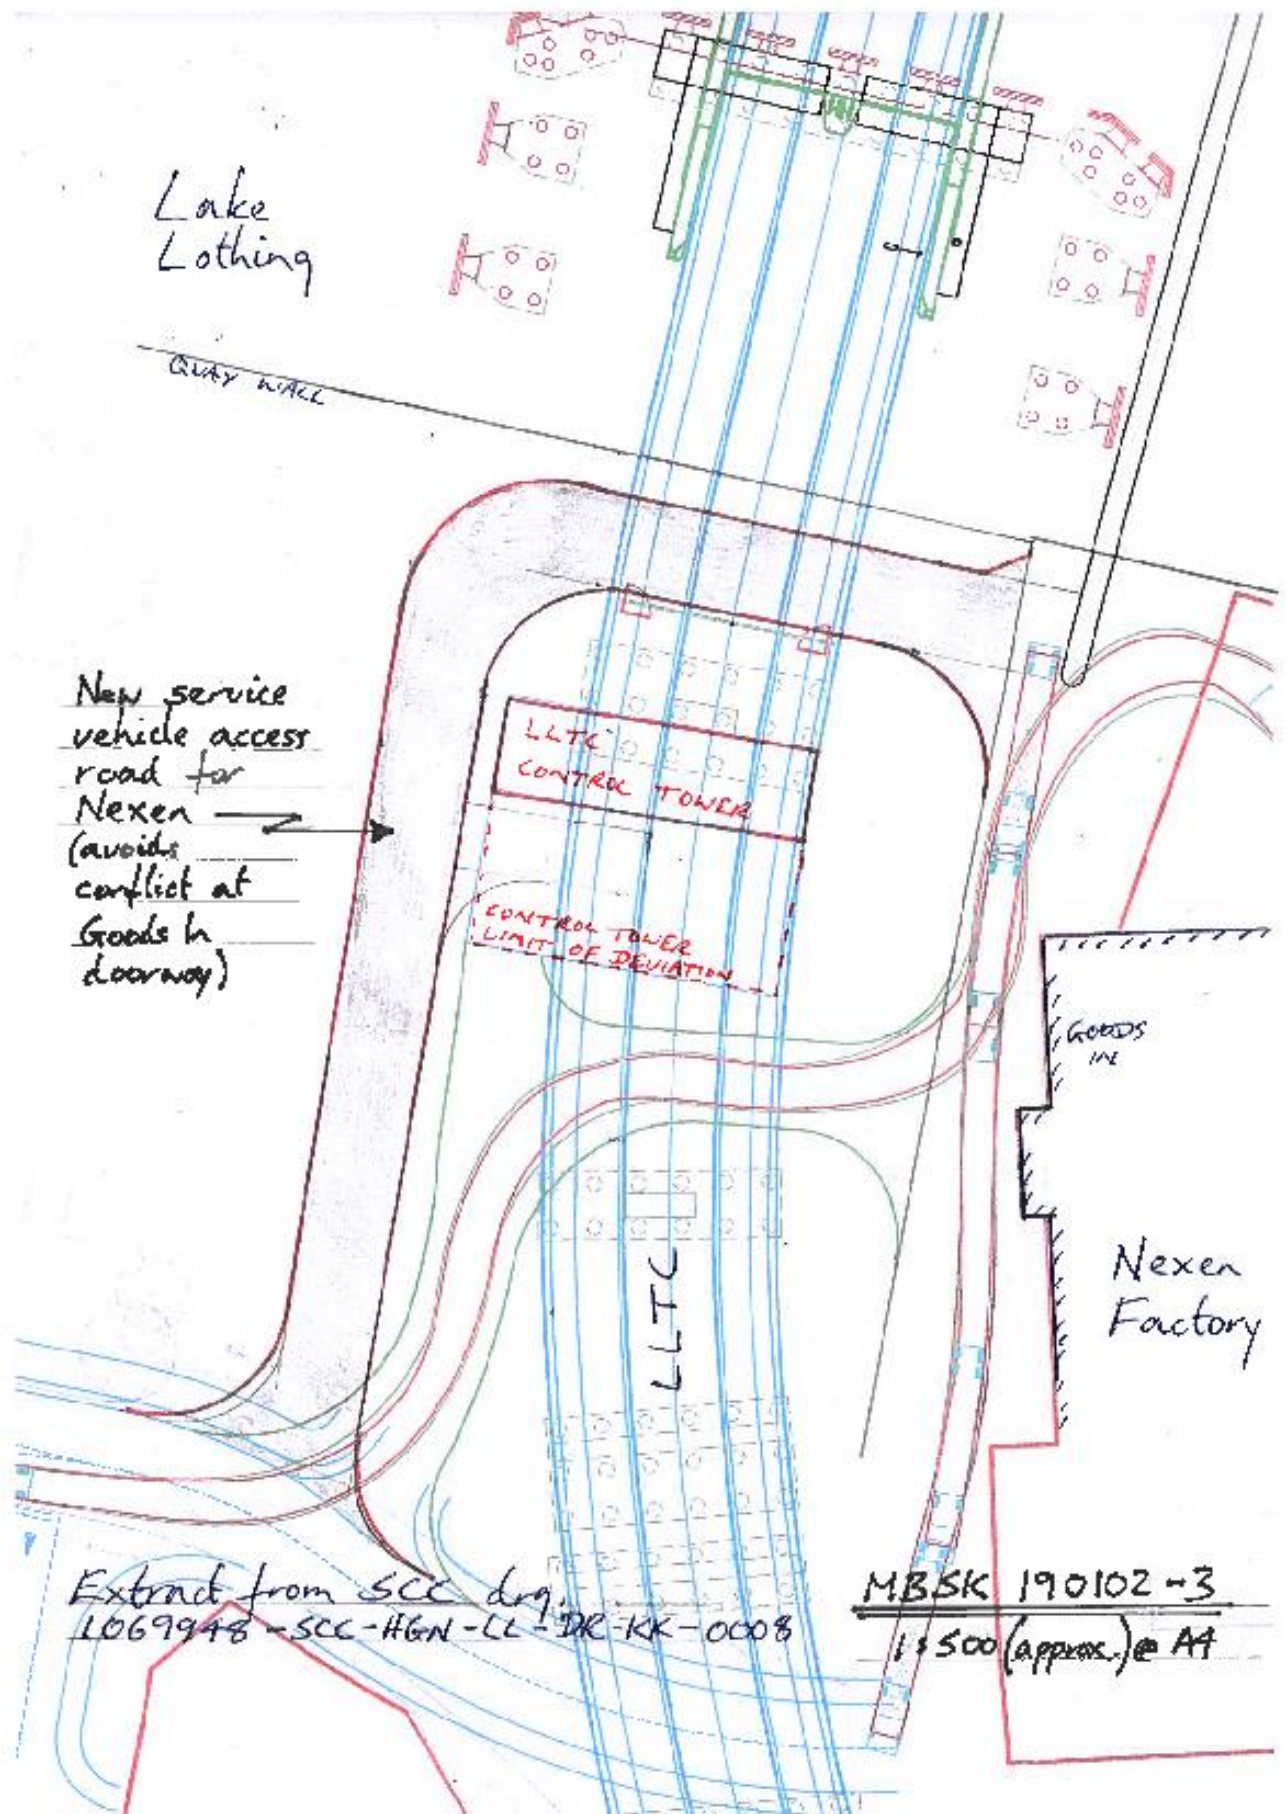 Lake
Lothing
QUAY WALL
New service
vehicle access
road for
Nexen
(avoids
conflict at
Goods In
doorway)
LLTC
CONTROL TOWER
CONTROL TOWER
LIMIT OF DEVIATION
GOODS
IN
LLTC
Nexen
Factory
Extract from SCC drg.
1069948-SCC-HGN-LL-DR-KK-0008
MBSK 190102-3
1:500 (approx.) @ A4